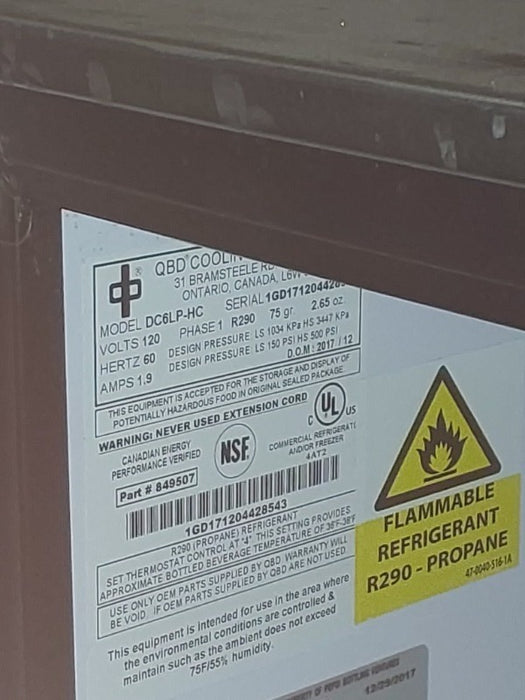 QBD® COOLIN
31 BRAMSTEELE RD
ONTARIO, CANADA, L6W
MODEL DC6LP-HC SERIAL 1GD17120442
VOLTS 120 PHASE 1 R290 75 gr. 2.65 oz.
HERTZ 60 DESIGN PRESSURE LS 1034 KPa HS 3447 KPa
AMPS 1.9 DESIGN PRESSURE LS 150 PSI HS 500 PSI
D.O.M : 2017 / 12
THIS EQUIPMENT IS ACCEPTED FOR THE STORAGE AND DISPLAY OF
POTENTIALLY HAZARDOUS FOOD IN ORIGINAL SEALED PACKAGE
WARNING: NEVER USED EXTENSION CORD
C UL US
CANADIAN ENERGY
PERFORMANCE VERIFIED
NSF
COMMERCIAL REFRIGERATO
AND/OR FREEZER
4AT2
Part # 849507
1GD171204428543
R290 (PROPANE) REFRIGERANT
SET THERMOSTAT CONTROL AT "4". THIS SETTING PROVIDES
APPROXIMATE BOTTLED BEVERAGE TEMPERATURE OF 36°F-38°F
USE ONLY OEM PARTS SUPPLIED BY QBD. WARRANTY WILL
BE VOID, IF OEM PARTS SUPPLIED BY QBD ARE NOT USED
This equipment is intended for use in the area where
the environmental conditions are controlled &
maintain such as the ambient does not exceed
75F/55% humidity.
FLAMMABLE
REFRIGERANT
R290 - PROPANE
47-0040-516-1A
12/29/2017